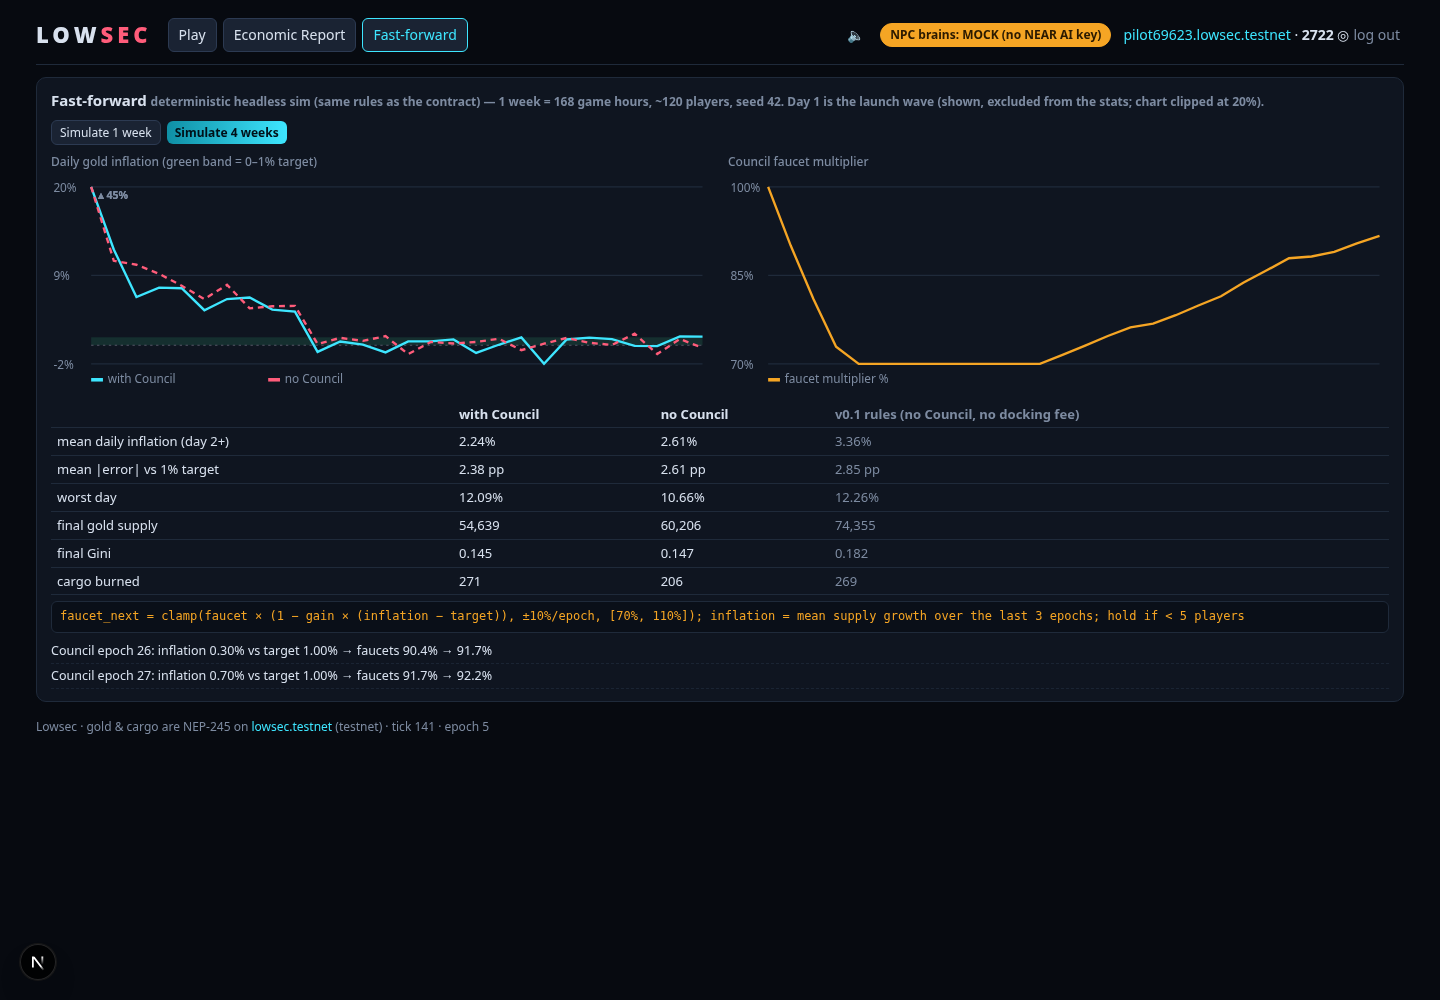 LOWSEC Play Economic Report Fast-forward NPC brains: MOCK (no NEAR AI key) pilot69623.lowsec.testnet · 2722 ◎ log out
Fast-forward deterministic headless sim (same rules as the contract) — 1 week = 168 game hours, ~120 players, seed 42. Day 1 is the launch wave (shown, excluded from the stats; chart clipped at 20%).
Simulate 1 week Simulate 4 weeks
Daily gold inflation (green band = 0–1% target)
20%
▲45%
9%
-2%
with Council no Council
Council faucet multiplier
100%
85%
70%
faucet multiplier %
with Council no Council v0.1 rules (no Council, no docking fee)
mean daily inflation (day 2+) 2.24% 2.61% 3.36%
mean |error| vs 1% target 2.38 pp 2.61 pp 2.85 pp
worst day 12.09% 10.66% 12.26%
final gold supply 54,639 60,206 74,355
final Gini 0.145 0.147 0.182
cargo burned 271 206 269
faucet_next = clamp(faucet × (1 − gain × (inflation − target)), ±10%/epoch, [70%, 110%]); inflation = mean supply growth over the last 3 epochs; hold if < 5 players
Council epoch 26: inflation 0.30% vs target 1.00% → faucets 90.4% → 91.7%
Council epoch 27: inflation 0.70% vs target 1.00% → faucets 91.7% → 92.2%
Lowsec · gold & cargo are NEP-245 on lowsec.testnet (testnet) · tick 141 · epoch 5
N